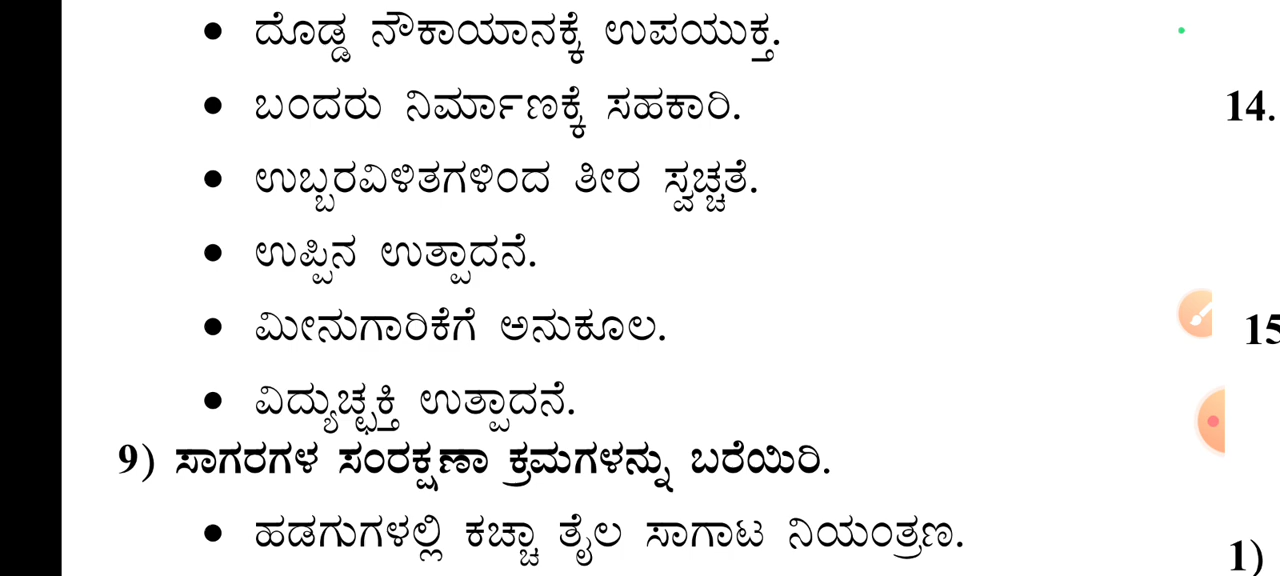 • ದೊಡ್ಡ ನೌಕಾಯಾನಕ್ಕೆ ಉಪಯುಕ್ತ.
• ಬಂದರು ನಿರ್ಮಾಣಕ್ಕೆ ಸಹಕಾರಿ.
14.
• ಉಬ್ಬರವಿಳಿತಗಳಿಂದ ತೀರ ಸ್ವಚ್ಚತೆ.
• ಉಪ್ಪಿನ ಉತ್ಪಾದನೆ.
• ಮೀನುಗಾರಿಕೆಗೆ ಅನುಕೂಲ.
15
• ವಿದ್ಯುಚ್ಛಕ್ತಿ ಉತ್ಪಾದನೆ.
9) ಸಾಗರಗಳ ಸಂರಕ್ಷಣಾ ಕ್ರಮಗಳನ್ನು ಬರೆಯಿರಿ.
• ಹಡಗುಗಳಲ್ಲಿ ಕಚ್ಚಾ ತೈಲ ಸಾಗಾಟ ನಿಯಂತ್ರಣ.
1)